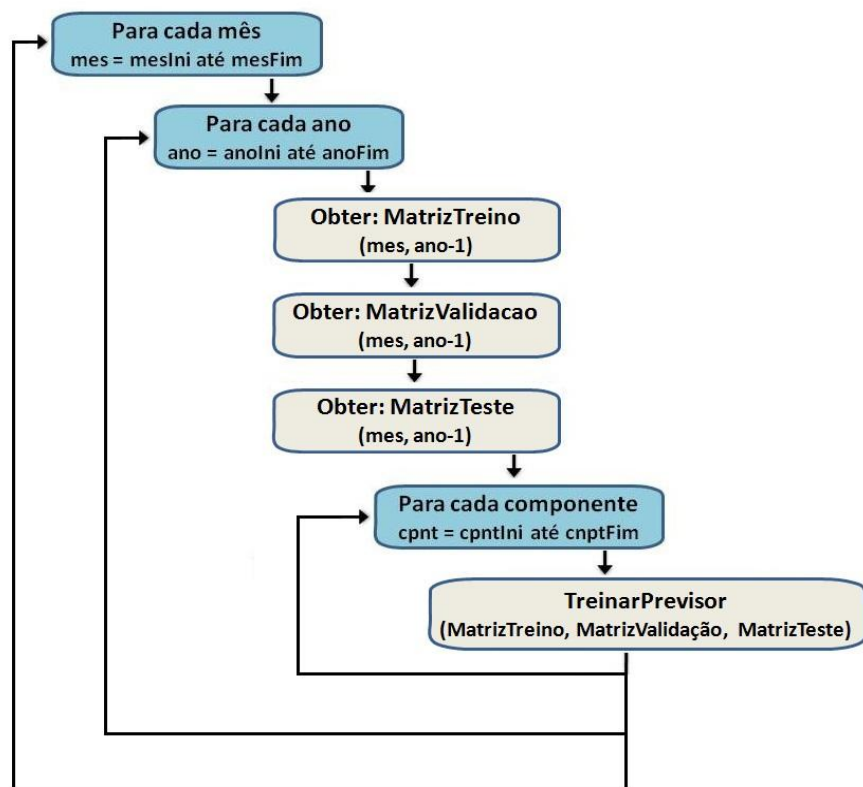 Para cada mês
mes = mesIni até mesFim
Para cada ano
ano = anoIni até anoFim
Obter: MatrizTreino
(mes, ano-1)
Obter: MatrizValidacao
(mes, ano-1)
Obter: MatrizTeste
(mes, ano-1)
Para cada componente
cpnt = cpntIni até cnptFim
TreinarPrevisor
(MatrizTreino, MatrizValidação, MatrizTeste)